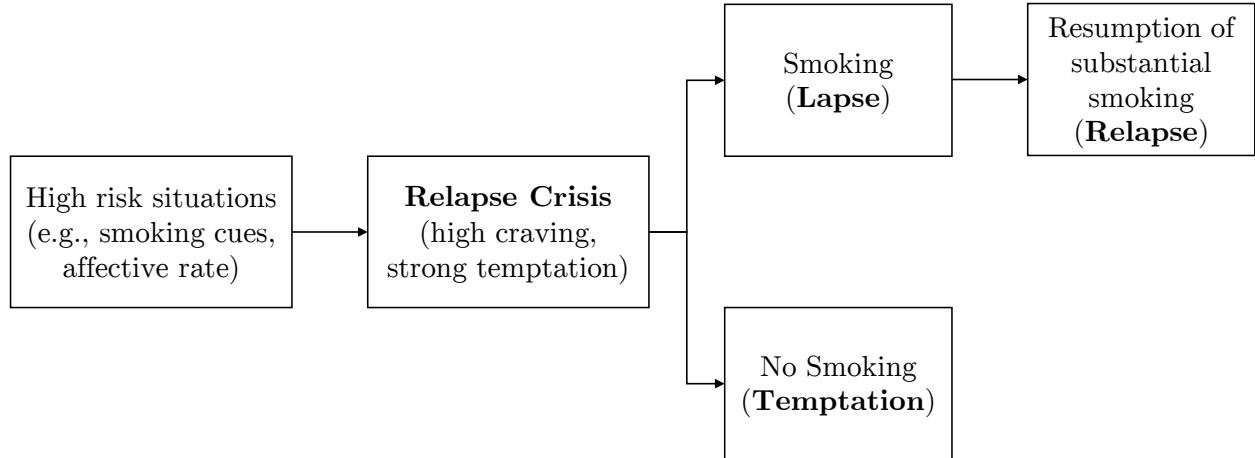 High risk situations
(e.g., smoking cues,
affective rate)
Relapse Crisis
(high craving,
strong temptation)
Smoking
(Lapse)
Resumption of
substantial
smoking
(Relapse)
No Smoking
(Temptation)